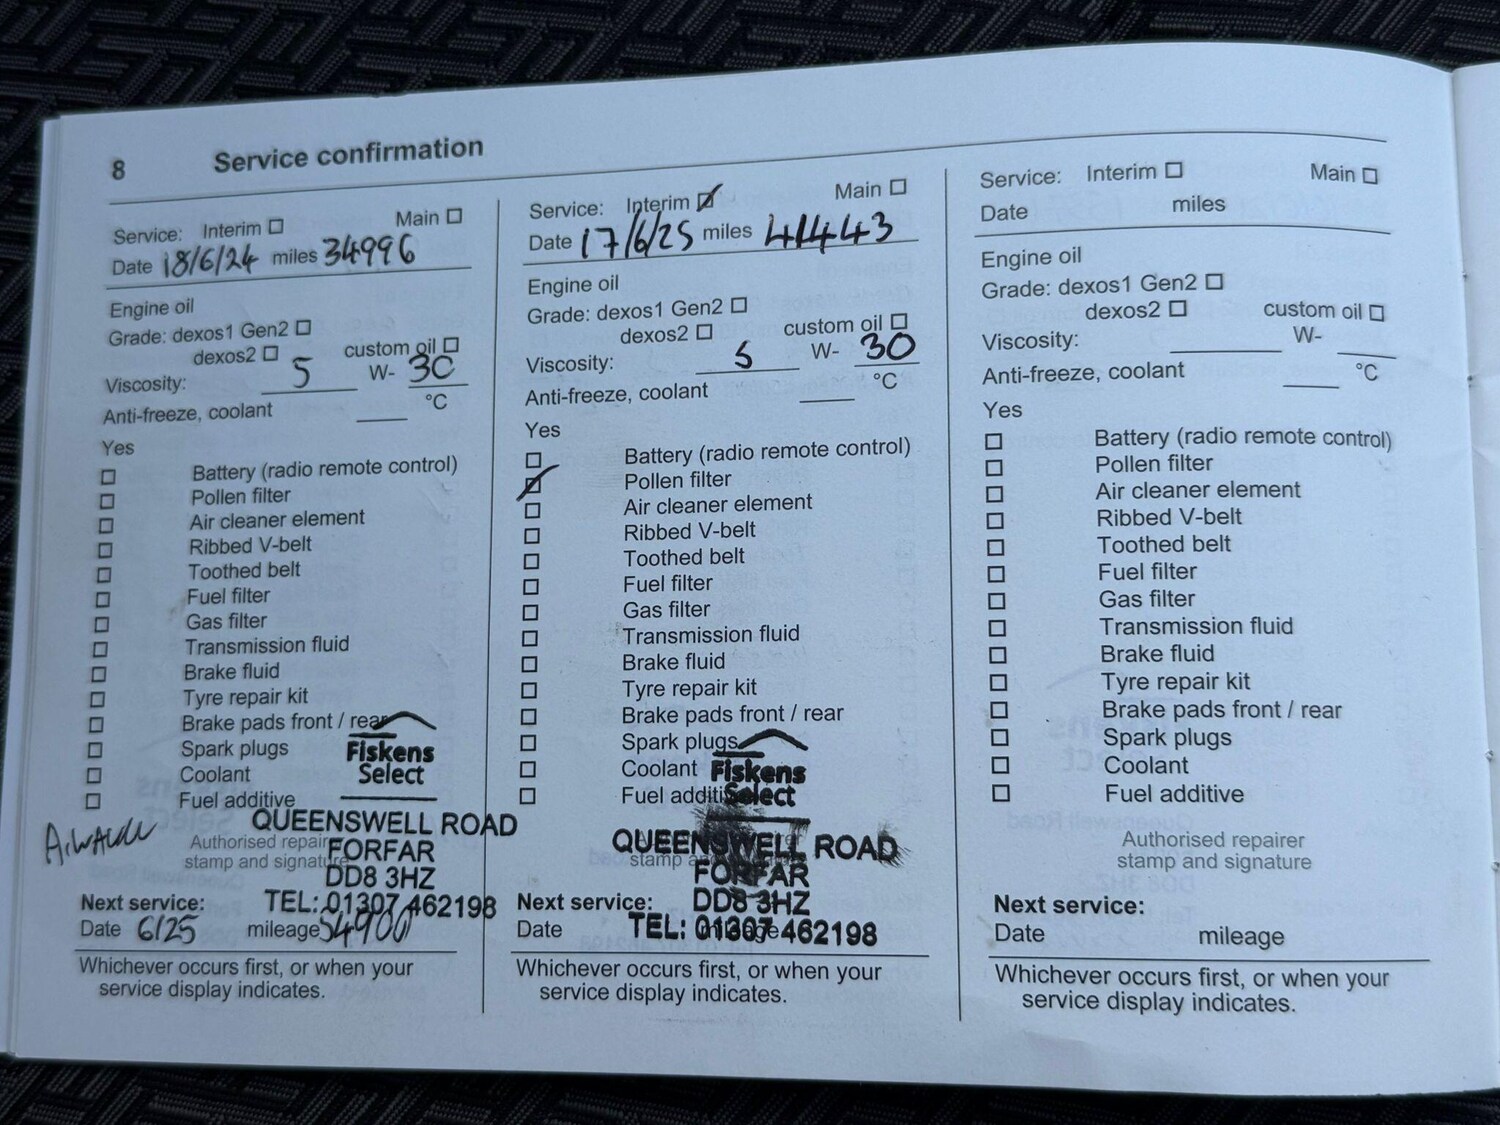 8 Service confirmation
Service: Interim Main
Date 18/6/24 miles 34996
Engine oil
Grade: dexos1 Gen2
dexos2 custom oil
Viscosity: 5 W- 30
Anti-freeze, coolant °C
Yes
Battery (radio remote control)
Pollen filter
Air cleaner element
Ribbed V-belt
Toothed belt
Fuel filter
Gas filter
Transmission fluid
Brake fluid
Tyre repair kit
Brake pads front / rear
Spark plugs
Coolant
Fuel additive
Fiskens
Select
QUEENSWELL ROAD
FORFAR
DD8 3HZ
TEL: 01307 462198
Authorised repairer
stamp and signature
Next service:
Date 6/25 mileage 54900
Whichever occurs first, or when your
service display indicates.
Service: Interim Main
Date 17/6/25 miles 41443
Engine oil
Grade: dexos1 Gen2
dexos2 custom oil
Viscosity: 5 W- 30
Anti-freeze, coolant °C
Yes
Battery (radio remote control)
Pollen filter
Air cleaner element
Ribbed V-belt
Toothed belt
Fuel filter
Gas filter
Transmission fluid
Brake fluid
Tyre repair kit
Brake pads front / rear
Spark plugs
Coolant
Fuel additive
Fiskens
Select
QUEENSWELL ROAD
FORFAR
DD8 3HZ
TEL: 01307 462198
Authorised repairer
stamp and signature
Next service:
Date mileage
Whichever occurs first, or when your
service display indicates.
Service: Interim Main
Date miles
Engine oil
Grade: dexos1 Gen2
dexos2 custom oil
Viscosity: W-
Anti-freeze, coolant °C
Yes
Battery (radio remote control)
Pollen filter
Air cleaner element
Ribbed V-belt
Toothed belt
Fuel filter
Gas filter
Transmission fluid
Brake fluid
Tyre repair kit
Brake pads front / rear
Spark plugs
Coolant
Fuel additive
Authorised repairer
stamp and signature
Next service:
Date mileage
Whichever occurs first, or when your
service display indicates.